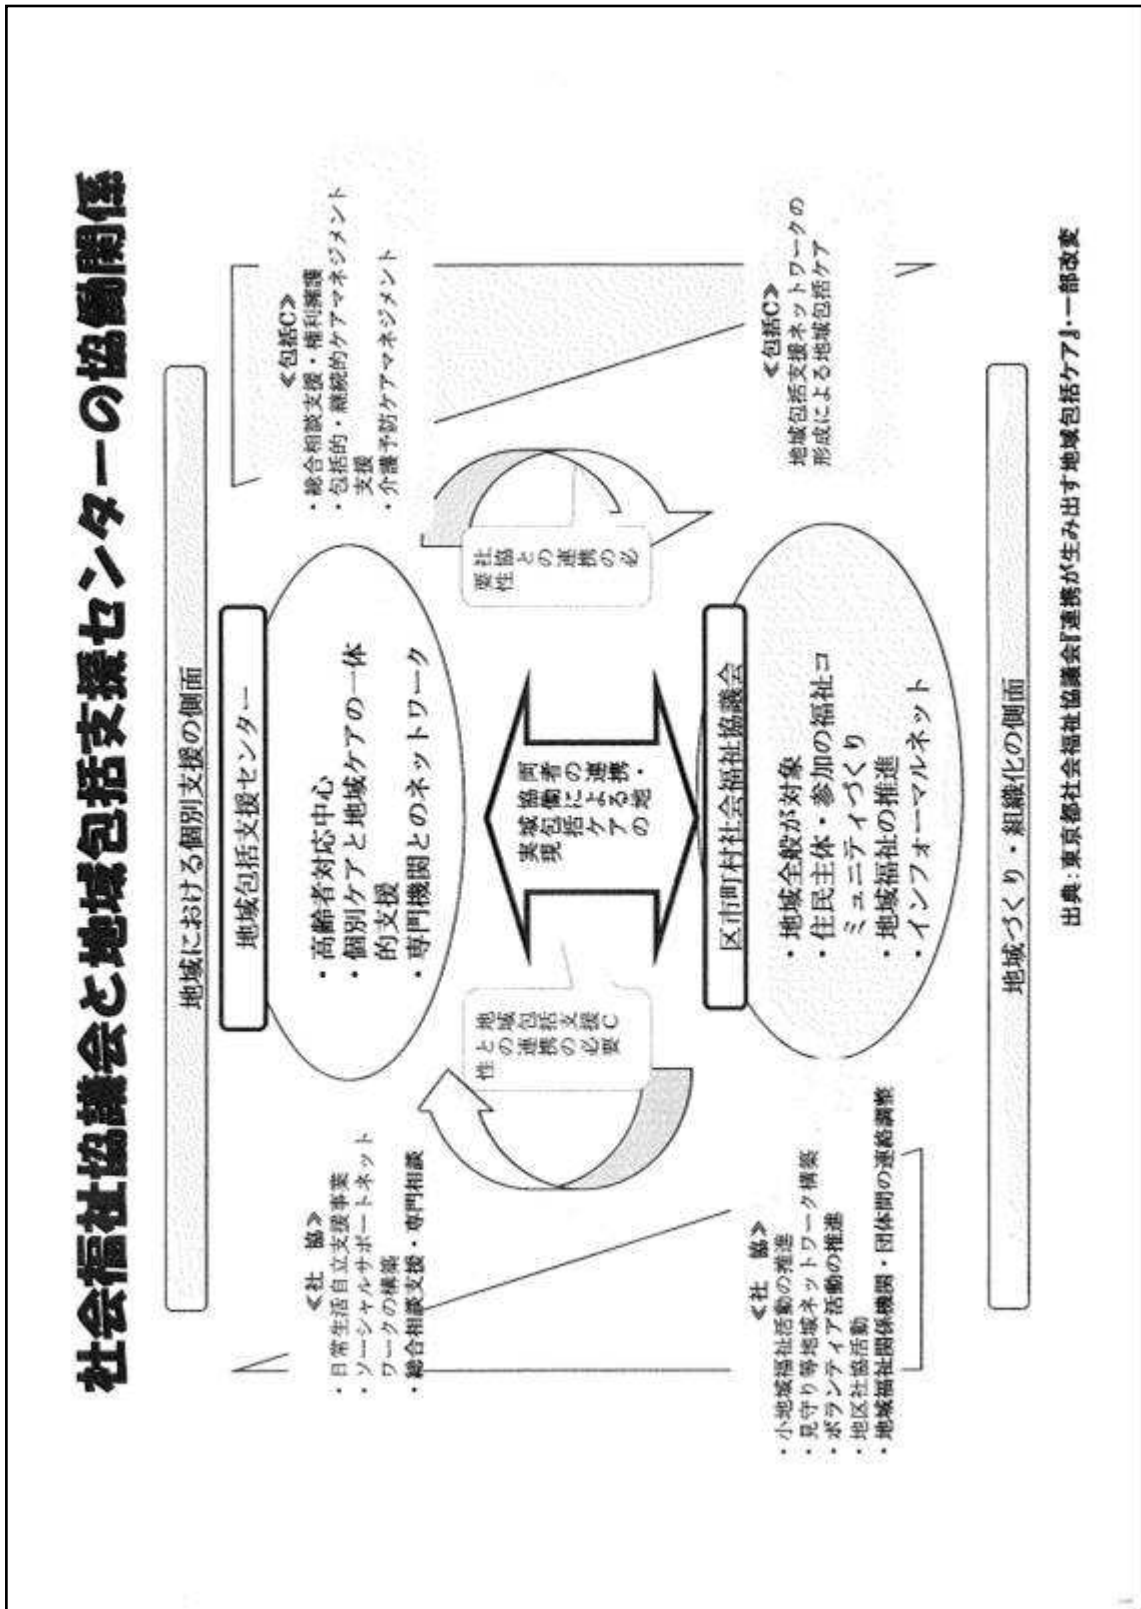 社会福祉協議会と地域包括支援センターの協働関係
地域における個別支援の側面
地域包括支援センター
・高齢者対応中心
・個別ケアと地域ケアの一体
的支援
・専門機関とのネットワーク
≪社　協≫
・日常生活自立支援事業
・ソーシャルサポートネット
ワークの構築
・総合相談支援・専門相談
≪包括C≫
・総合相談支援・権利擁護
・包括的・継続的ケアマネジメント
支援
・介護予防ケアマネジメント
地域包括支援C
との連携の必要
性
両者の連携・
協働による地
域包括ケアの
実現
社協との連携の必
要性
区市町村社会福祉協議会
・地域全般が対象
・住民主体・参加の福祉コ
ミュニティづくり
・地域福祉の推進
・インフォーマルネット
≪社　協≫
・小地域福祉活動の推進
・見守り等地域ネットワーク構築
・ボランティア活動の推進
・地区社協活動
・地域福祉関係機関・団体間の連絡調整
≪包括C≫
地域包括支援ネットワークの
形成による地域包括ケア
地域づくり・組織化の側面
出典：東京都社会福祉協議会『連携が生み出す地域包括ケア』・一部改変